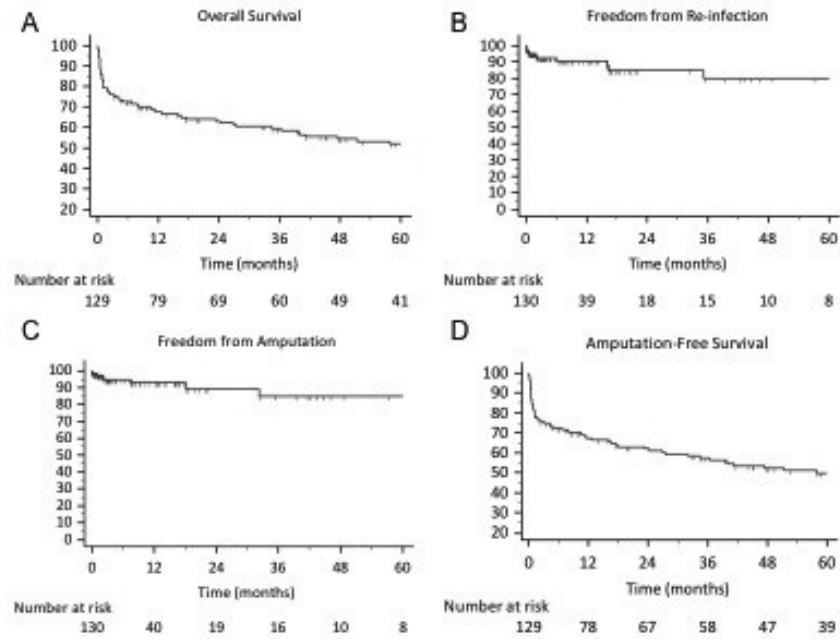 A
Overall Survival
100
90
80
70
60
50
40
30
20
0 12 24 36 48 60
Time (months)
Number at risk
129 79 69 60 49 41
B
Freedom from Re-infection
100
90
80
70
60
50
40
30
20
10
0
0 12 24 36 48 60
Time (months)
Number at risk
130 39 18 15 10 8
C
Freedom from Amputation
100
90
80
70
60
50
40
30
20
10
0
0 12 24 36 48 60
Time (months)
Number at risk
130 40 19 16 10 8
D
Amputation-Free Survival
100
90
80
70
60
50
40
30
20
0 12 24 36 48 60
Time (months)
Number at risk
129 78 67 58 47 39